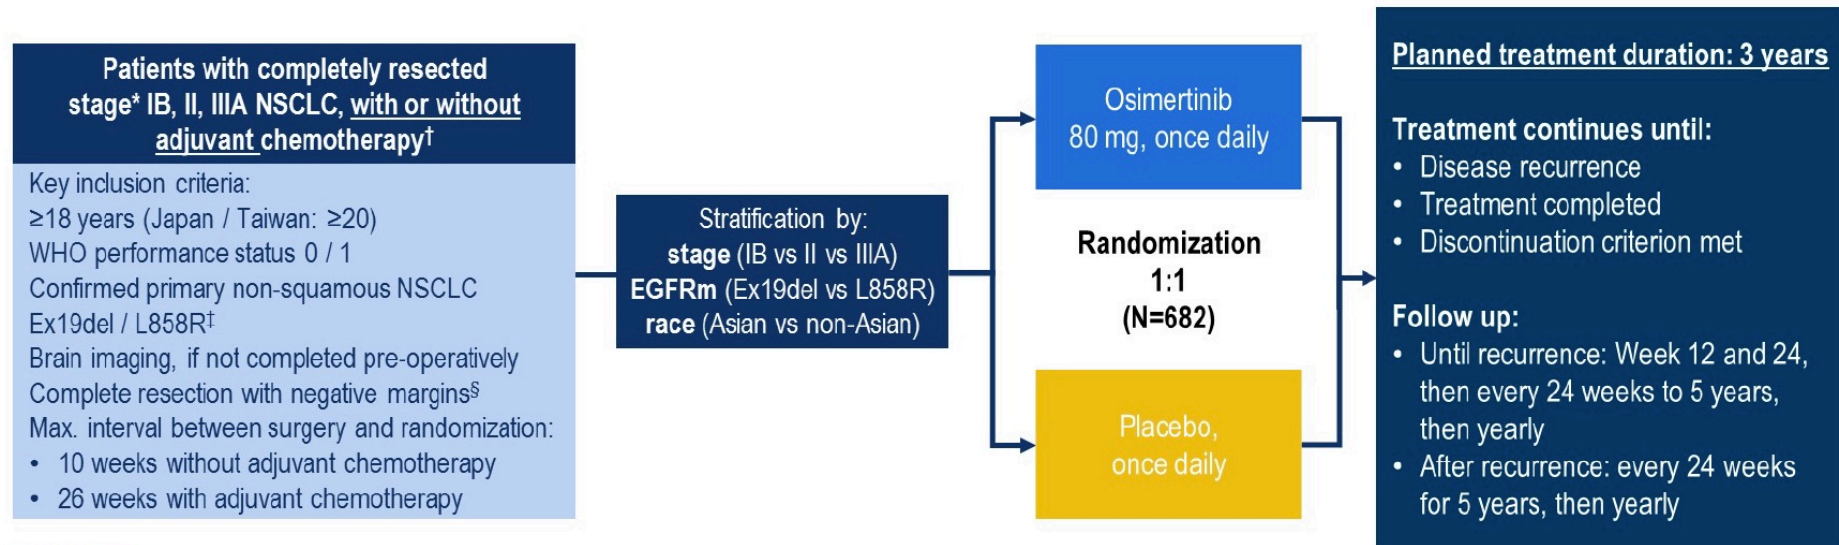 Patients with completely resected
stage* IB, II, IIIA NSCLC, with or without
adjuvant chemotherapy†
Key inclusion criteria:
≥18 years (Japan / Taiwan: ≥20)
WHO performance status 0 / 1
Confirmed primary non-squamous NSCLC
Ex19del / L858R‡
Brain imaging, if not completed pre-operatively
Complete resection with negative margins§
Max. interval between surgery and randomization:
• 10 weeks without adjuvant chemotherapy
• 26 weeks with adjuvant chemotherapy
Stratification by:
stage (IB vs II vs IIIA)
EGFRm (Ex19del vs L858R)
race (Asian vs non-Asian)
Osimertinib
80 mg, once daily
Randomization
1:1
(N=682)
Placebo,
once daily
Planned treatment duration: 3 years
Treatment continues until:
• Disease recurrence
• Treatment completed
• Discontinuation criterion met
Follow up:
• Until recurrence: Week 12 and 24,
then every 24 weeks to 5 years,
then yearly
• After recurrence: every 24 weeks
for 5 years, then yearly